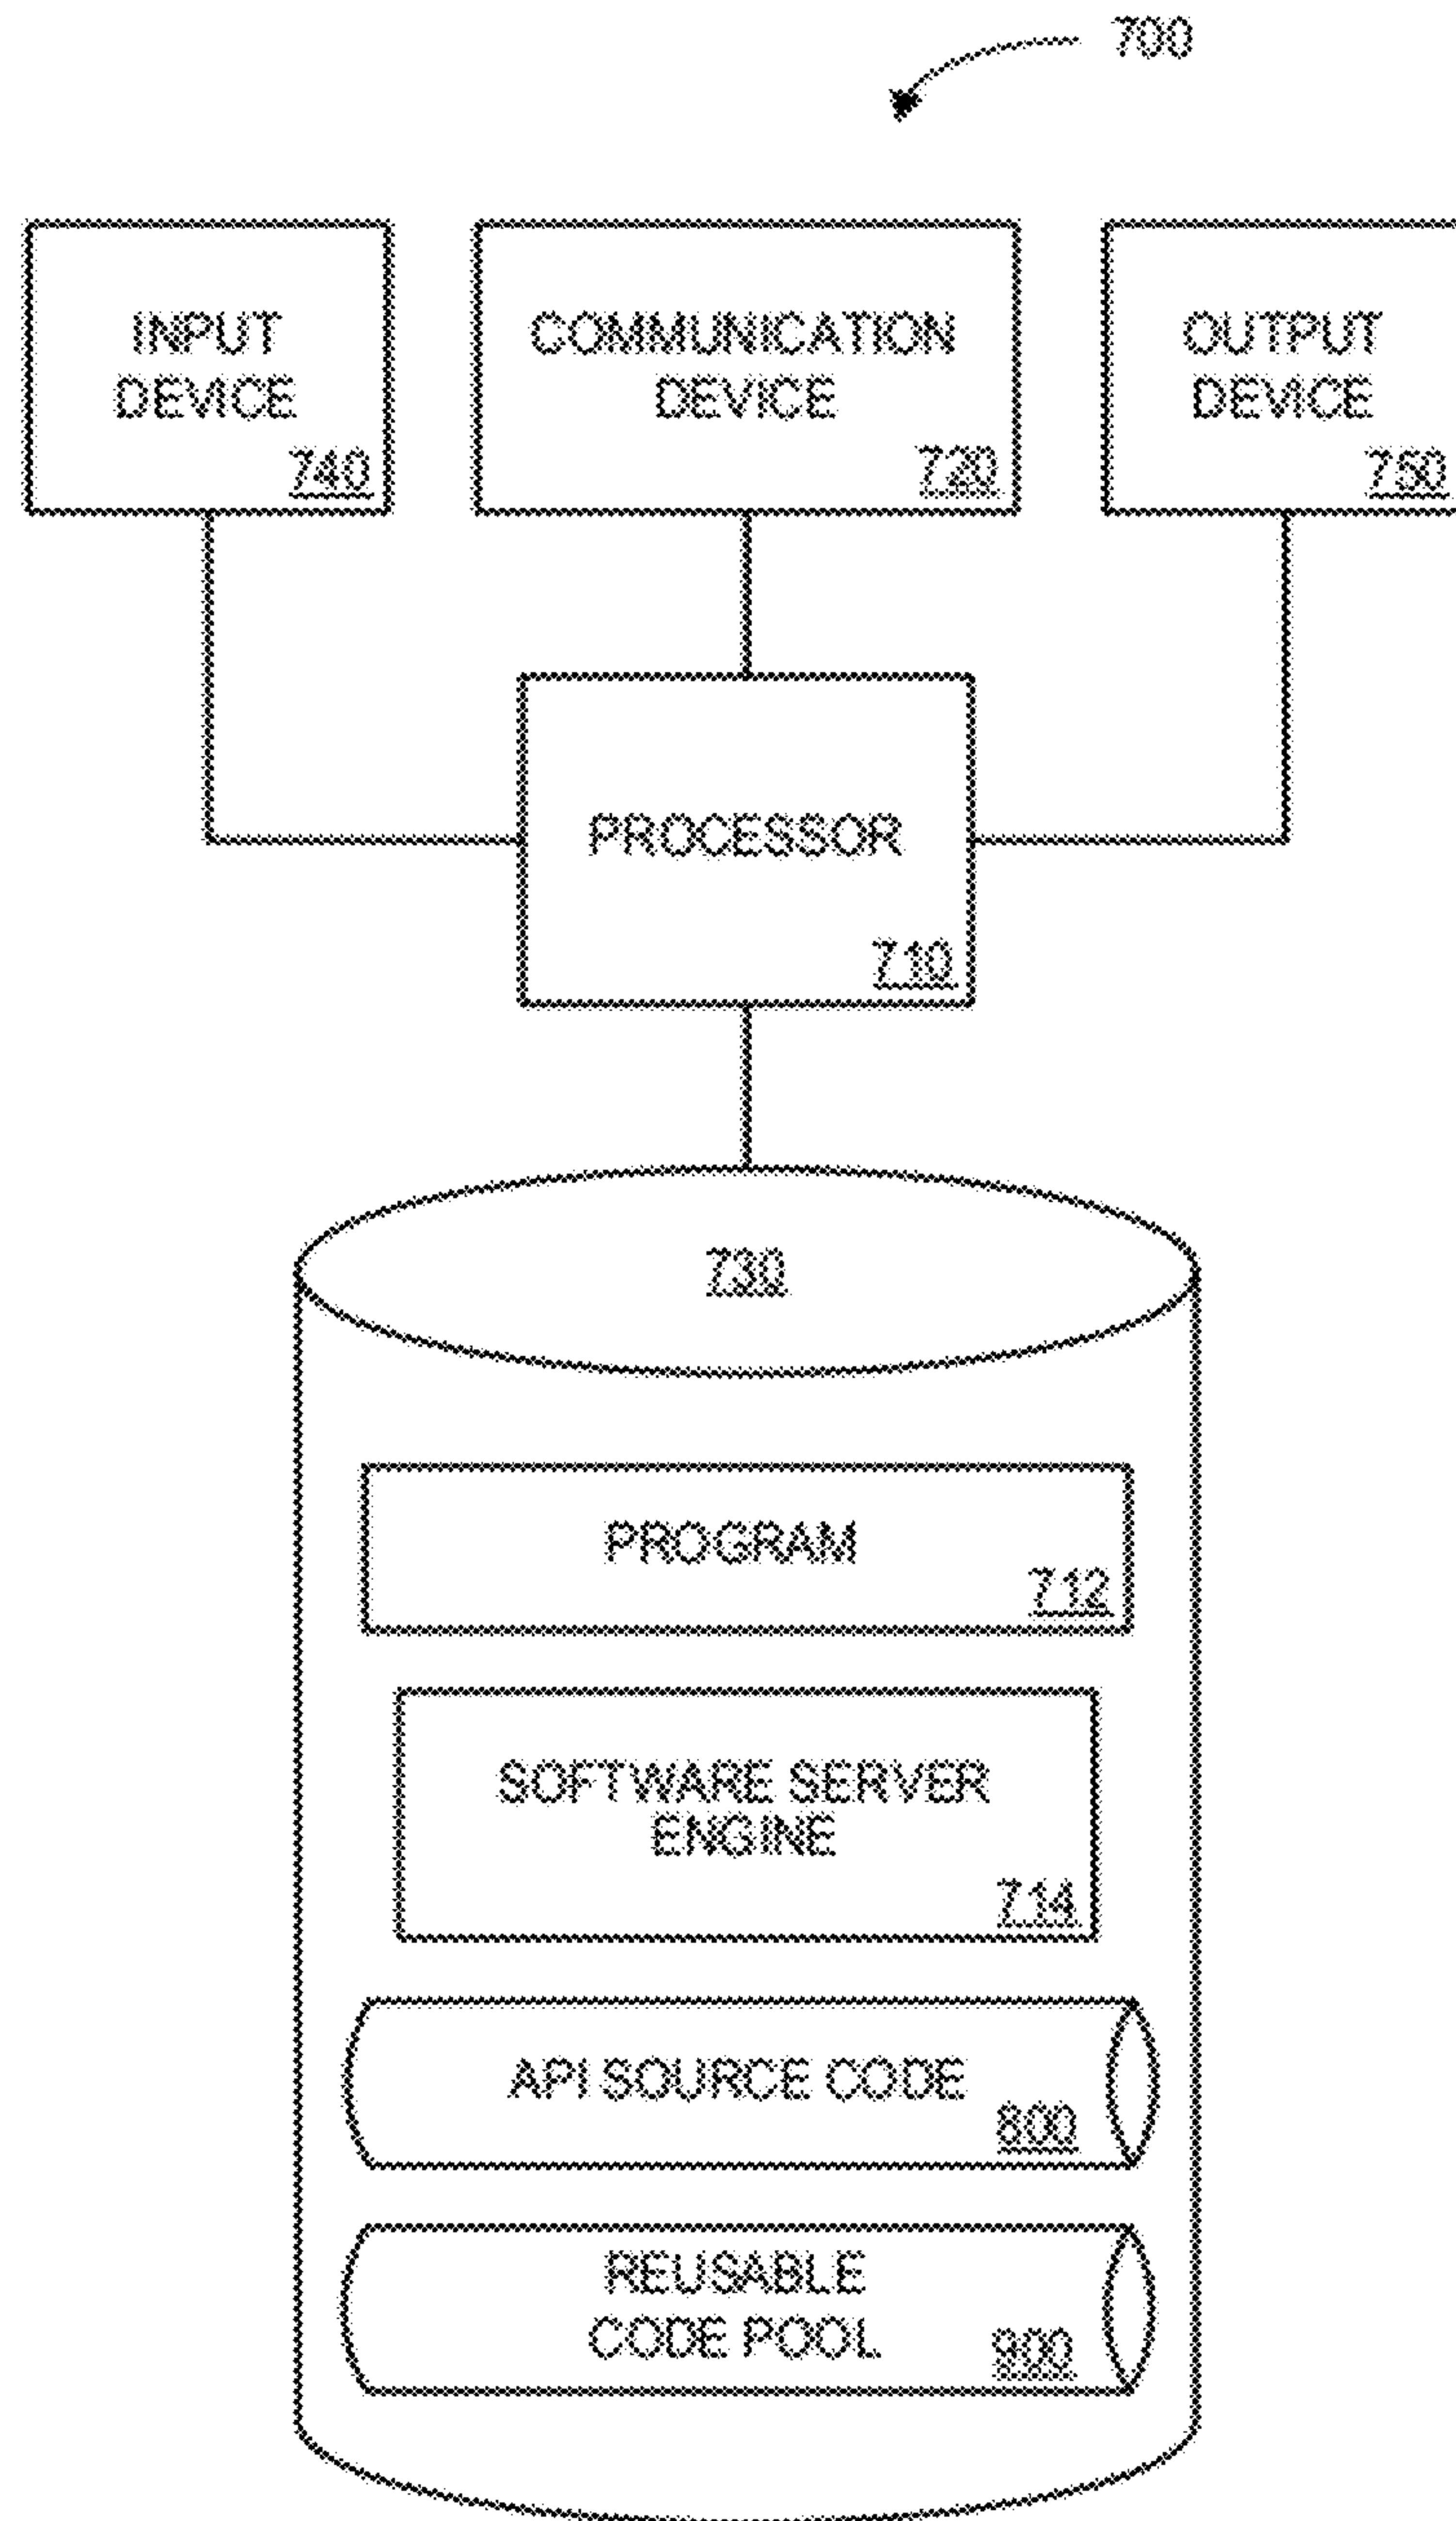 700
INPUT
DEVICE
740
COMMUNICATION
DEVICE
720
OUTPUT
DEVICE
750
PROCESSOR
710
730
PROGRAM
712
SOFTWARE SERVER
ENGINE
714
API SOURCE CODE
800
REUSABLE
CODE POOL
900